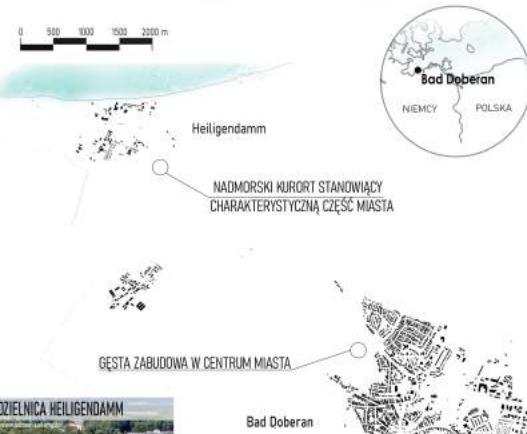 0 500 1000 1500 2000 m
Bad Doberan
NIEMCY
POLSKA
Heiligendamm
NADMORSKI KURORT STANOWIĄCY
CHARAKTERYSTYCZNĄ CZĘŚĆ MIASTA
GĘSTA ZABUDOWA W CENTRUM MIASTA
DZIELNICA HEILIGENDAMM
Bad Doberan